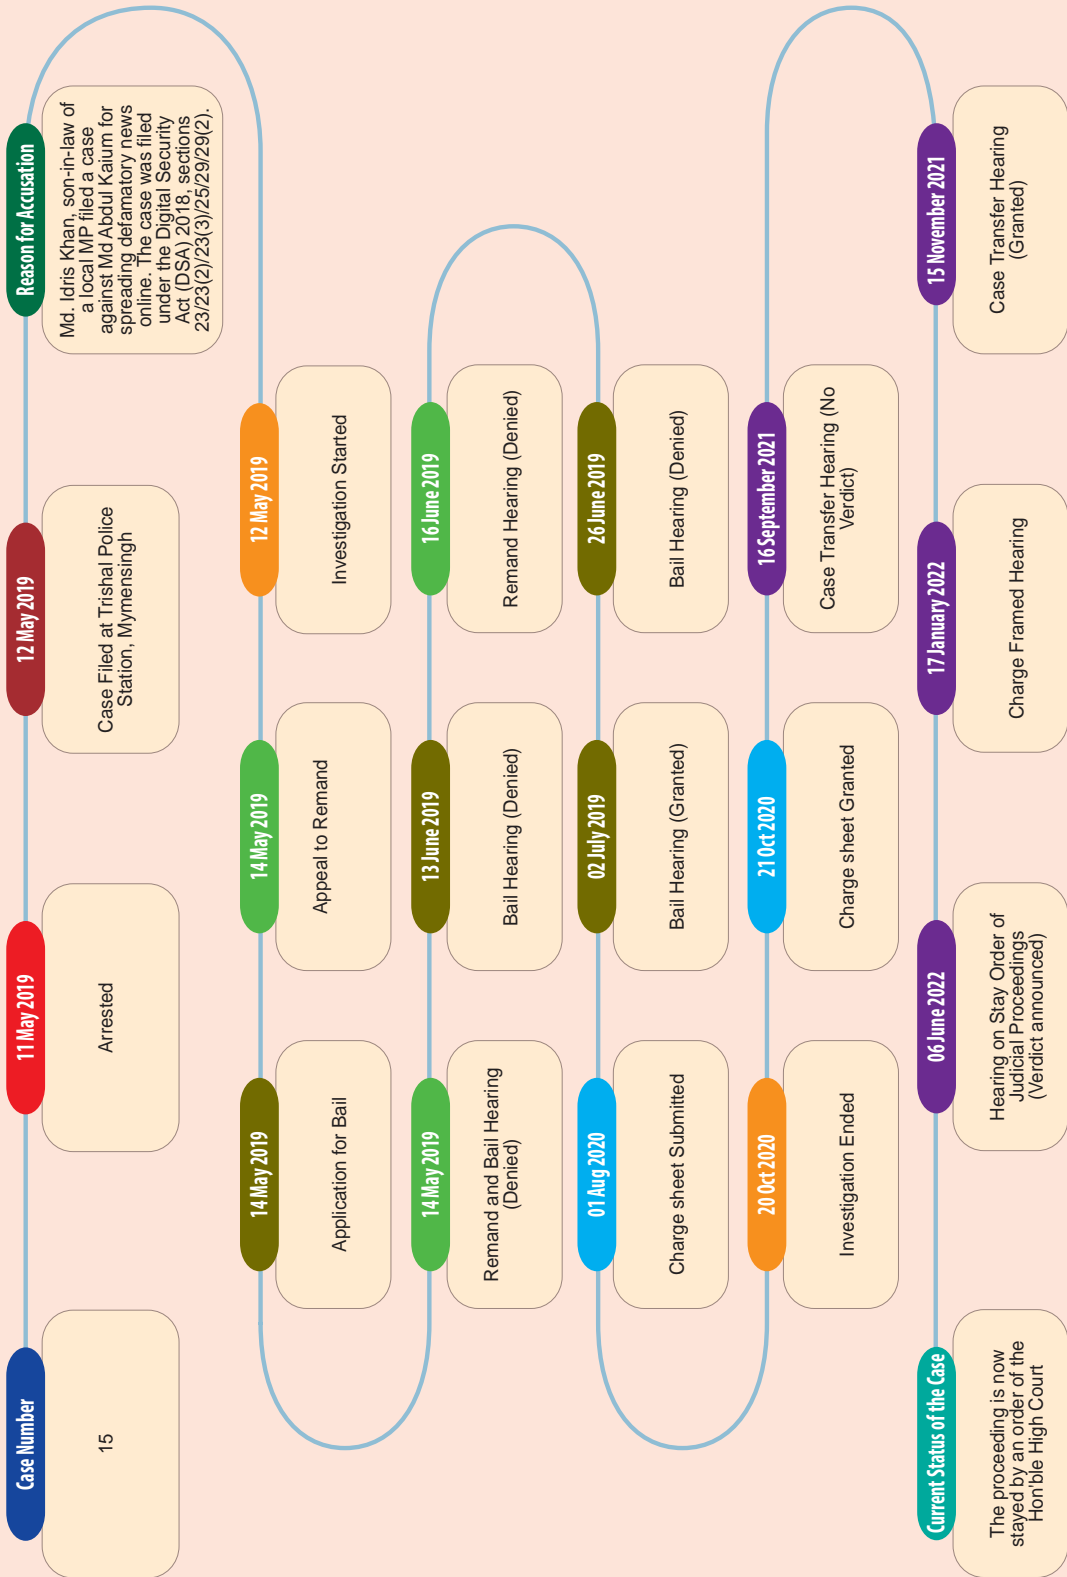 Case Number
15
11 May 2019
Arrested
12 May 2019
Case Filed at Trishal Police
Station, Mymensingh
Reason for Accusation
Md. Idris Khan, son-in-law of
a local MP filed a case
against Md Abdul Kaium for
spreading defamatory news
online. The case was filed
under the Digital Security
Act (DSA) 2018, sections
23/23(2)/23(3)/25/29/29(2).
12 May 2019
Investigation Started
14 May 2019
Appeal to Remand
14 May 2019
Application for Bail
14 May 2019
Remand and Bail Hearing
(Denied)
13 June 2019
Bail Hearing (Denied)
16 June 2019
Remand Hearing (Denied)
26 June 2019
Bail Hearing (Denied)
02 July 2019
Bail Hearing (Granted)
01 Aug 2020
Charge sheet Submitted
20 Oct 2020
Investigation Ended
21 Oct 2020
Charge sheet Granted
16 September 2021
Case Transfer Hearing (No
Verdict)
15 November 2021
Case Transfer Hearing
(Granted)
17 January 2022
Charge Framed Hearing
06 June 2022
Hearing on Stay Order of
Judicial Proceedings
(Verdict announced)
Current Status of the Case
The proceeding is now
stayed by an order of the
Hon'ble High Court